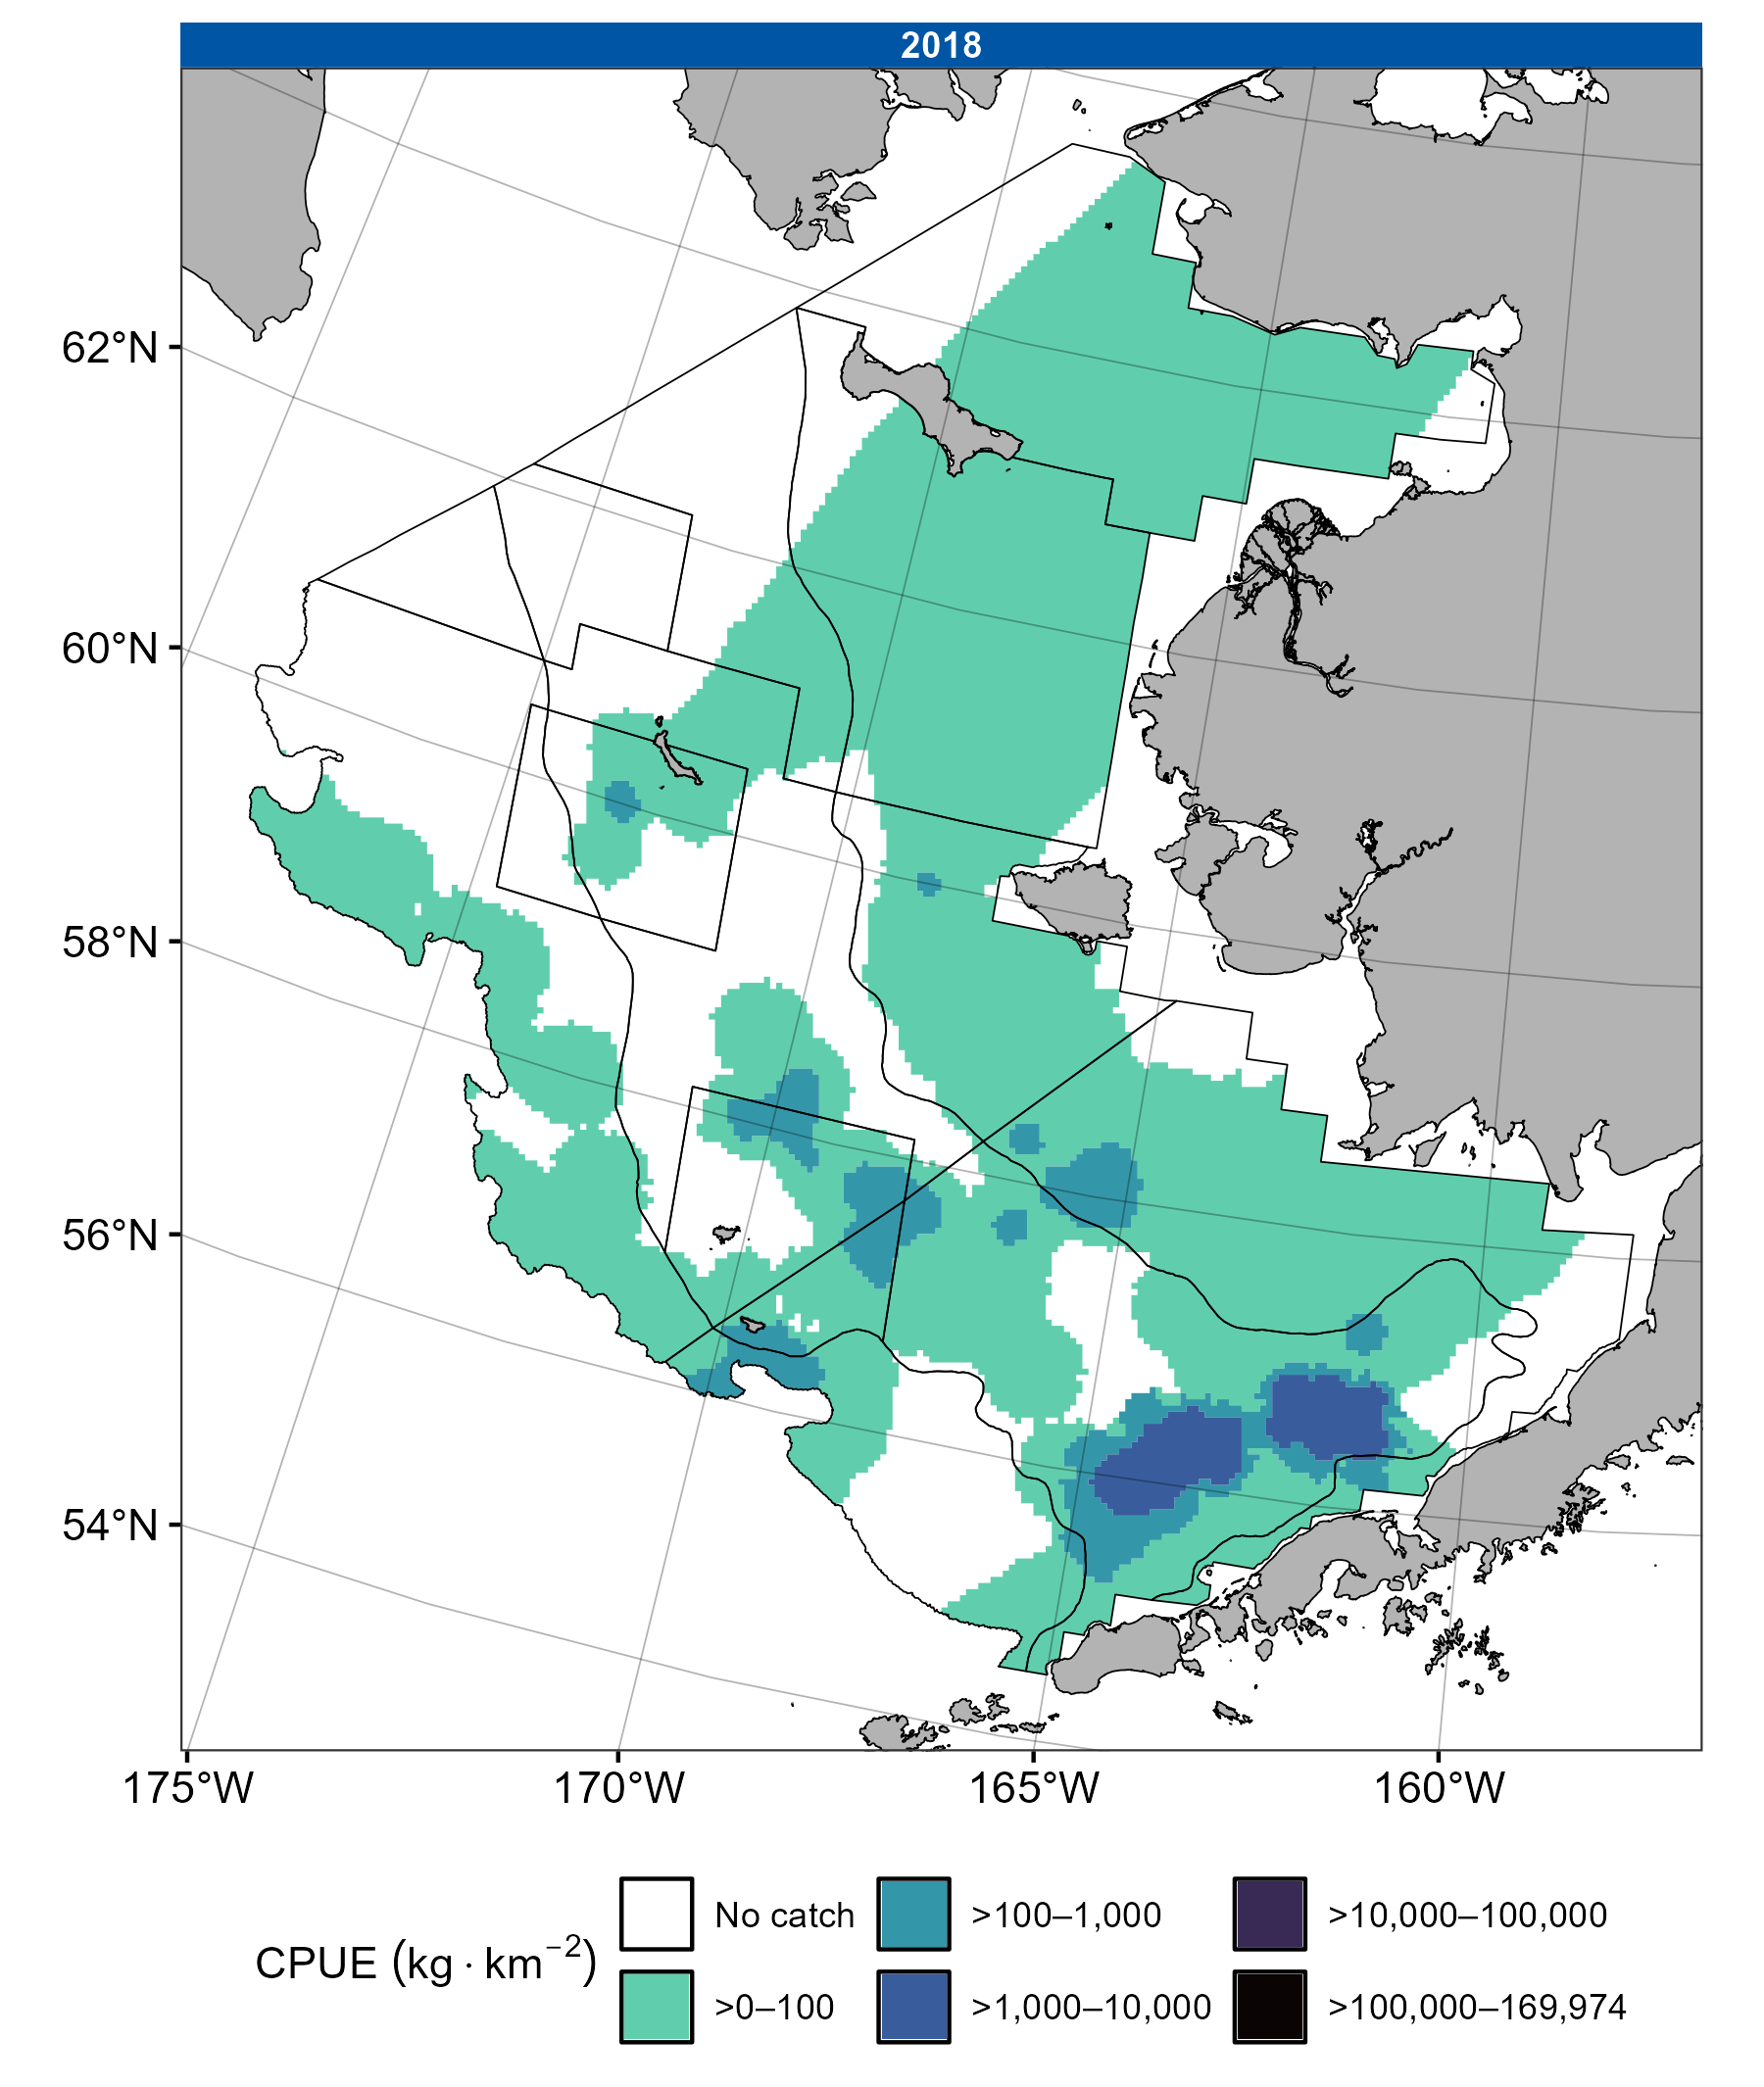 2018
62°N
60°N
58°N
56°N
54°N
175°W 170°W 165°W 160°W
CPUE (kg · km⁻²)
No catch
>0–100
>100–1,000
>1,000–10,000
>10,000–100,000
>100,000–169,974